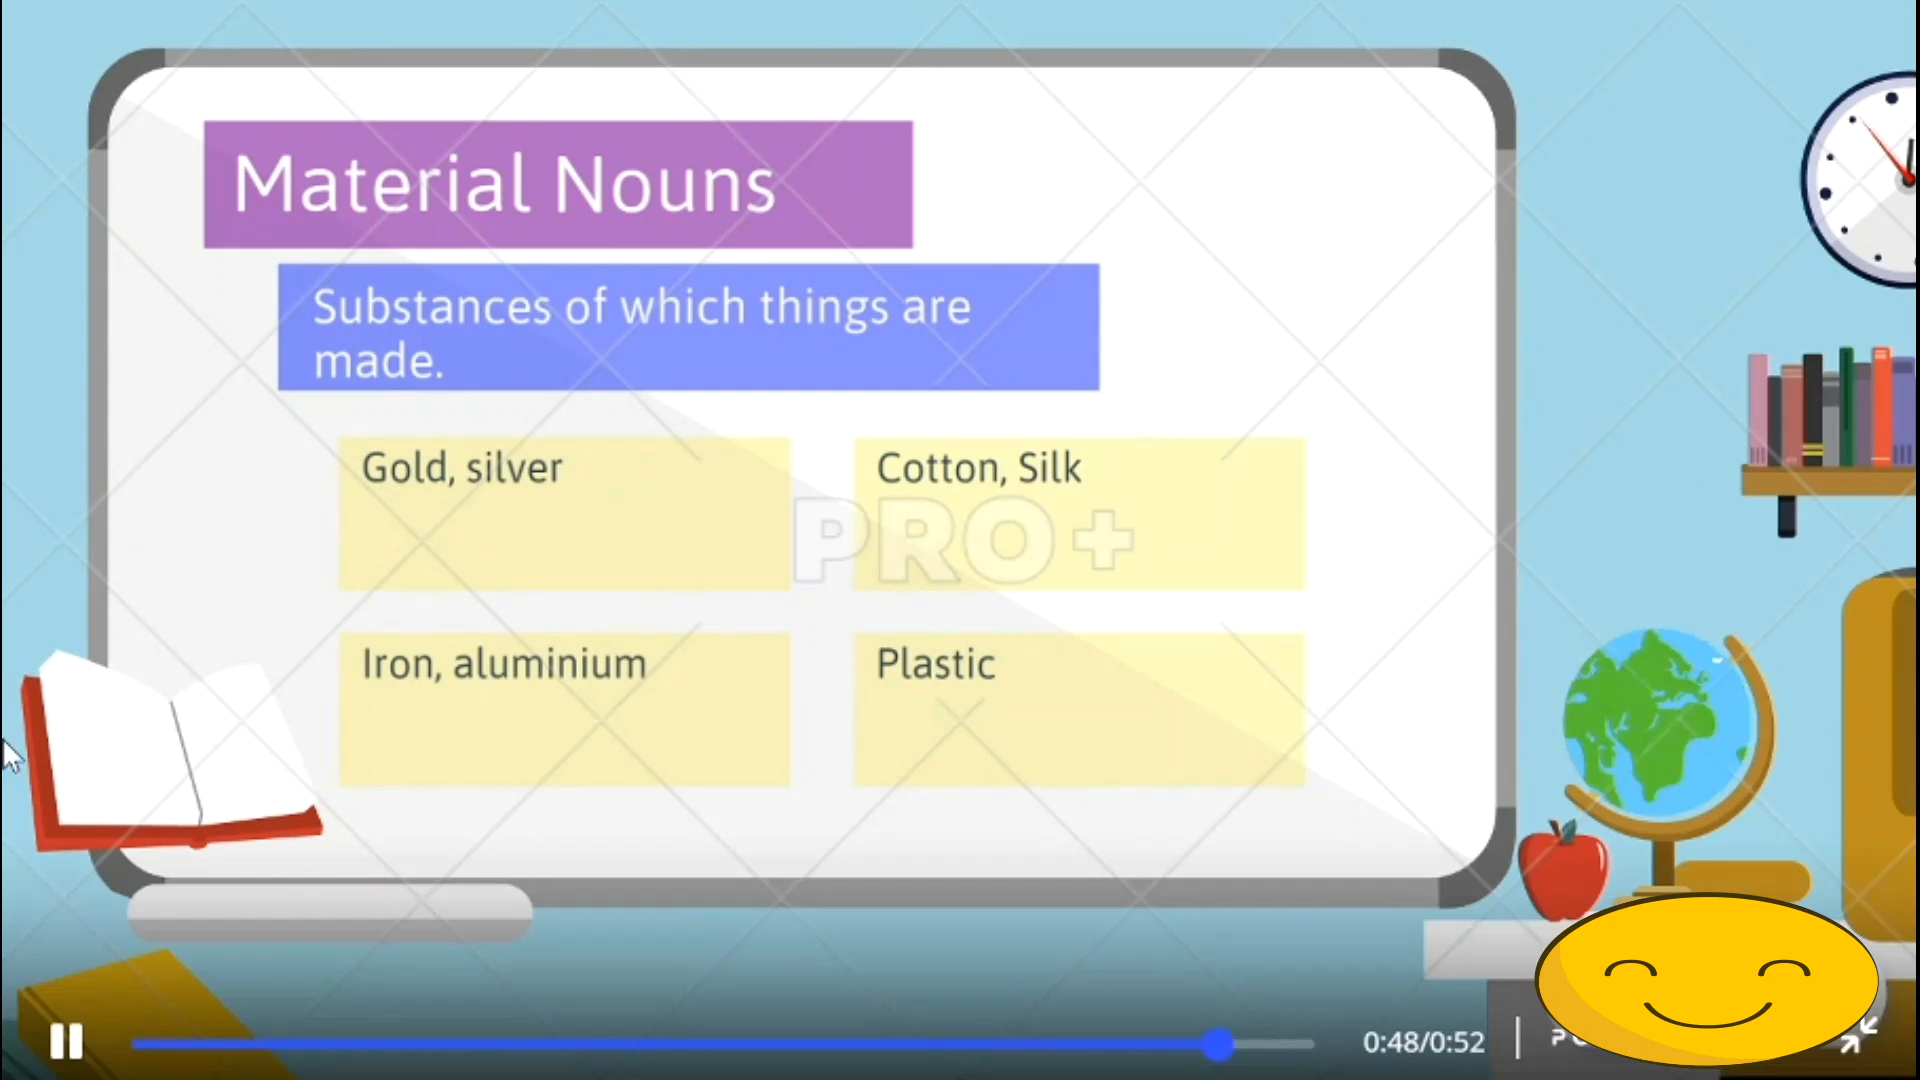 Material Nouns
Substances of which things are
made.
Gold, silver
Cotton, Silk
PRO+
Iron, aluminium
Plastic
0:48/0:52